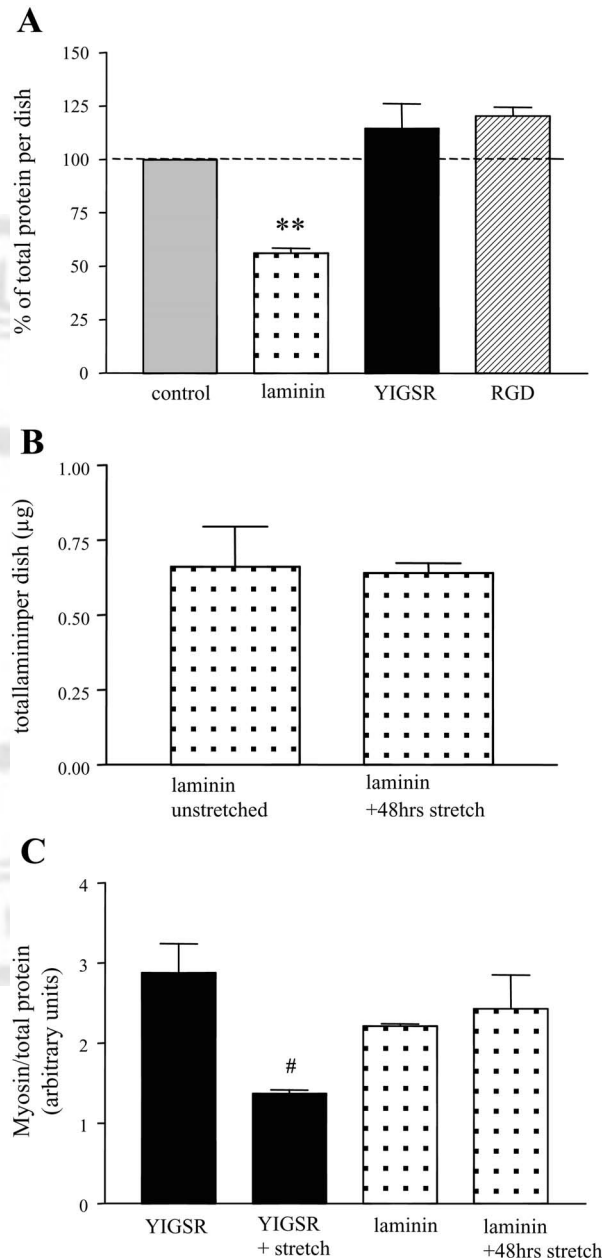 A
% of total protein per dish
150
125
100
75
50
25
0
**
control laminin YIGSR RGD
B
totallamininper dish (µg)
1.00
0.75
0.50
0.25
0.00
laminin laminin
unstretched +48hrs stretch
C
Myosin/total protein
(arbitrary units)
4
3
2
1
0
#
YIGSR YIGSR laminin laminin
+ stretch +48hrs stretch